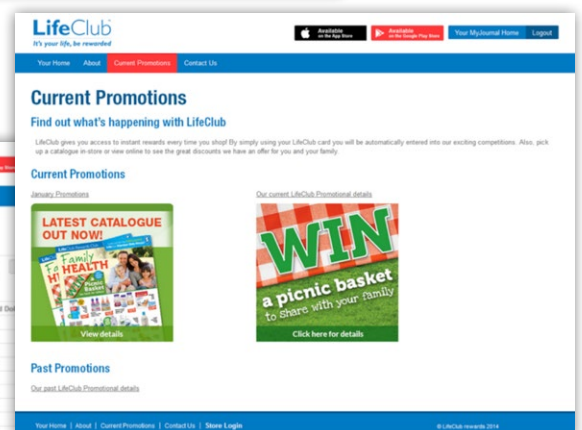 LifeClub
It's your life, be rewarded
Available
on the App Store
Available
on the Google Play Store
Your MyJournal Home
Logout
Your Home
About
Current Promotions
Contact Us
Current Promotions
Find out what's happening with LifeClub
LifeClub gives you access to instant rewards every time you shop! By simply using your LifeClub card you will be automatically entered into our exciting competitions. Also, pick
up a catalogue in-store or view online to see the great discounts we have an offer for you and your family.
Current Promotions
January Promotions
Our current LifeClub Promotional details
LATEST CATALOGUE
OUT NOW!
Family
HEALTH
Picnic
Basket
View details
WIN
a picnic basket
to share with your family
Click here for details
Past Promotions
Our past LifeClub Promotional details
Your Home | About | Current Promotions | Contact Us | Store Login
© LifeClub rewards 2014